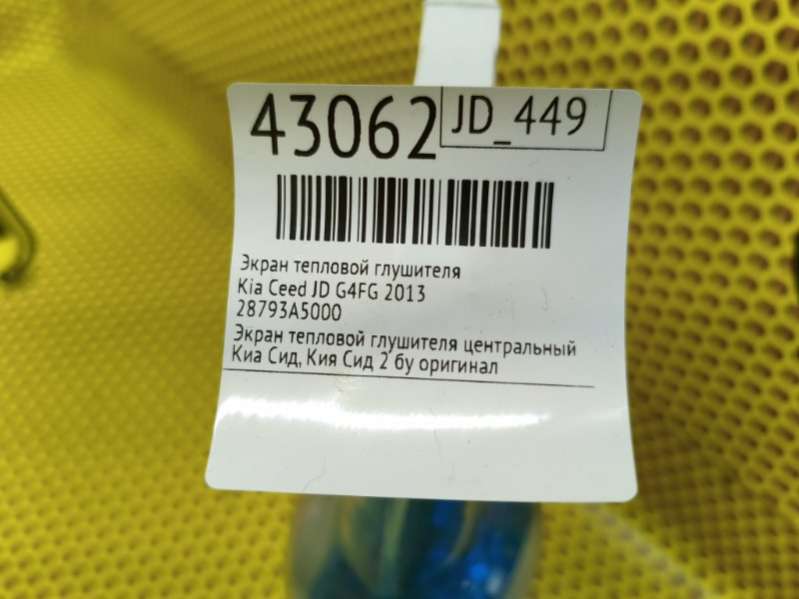 43062
JD_449
Экран тепловой глушителя
Kia Ceed JD G4FG 2013
28793A5000
Экран тепловой глушителя центральный
Киа Сид, Кия Сид 2 бу оригинал